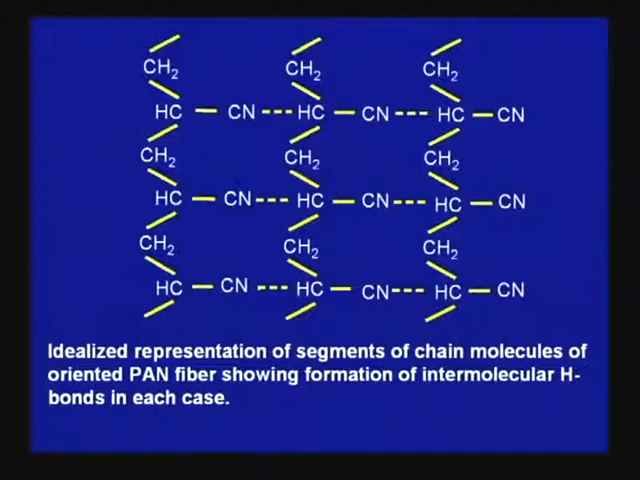 CH2 CH2 CH2
HC — CN --- HC — CN --- HC — CN
CH2 CH2 CH2
HC — CN --- HC — CN --- HC — CN
CH2 CH2 CH2
HC — CN --- HC — CN --- HC — CN
Idealized representation of segments of chain molecules of
oriented PAN fiber showing formation of intermolecular H-
bonds in each case.